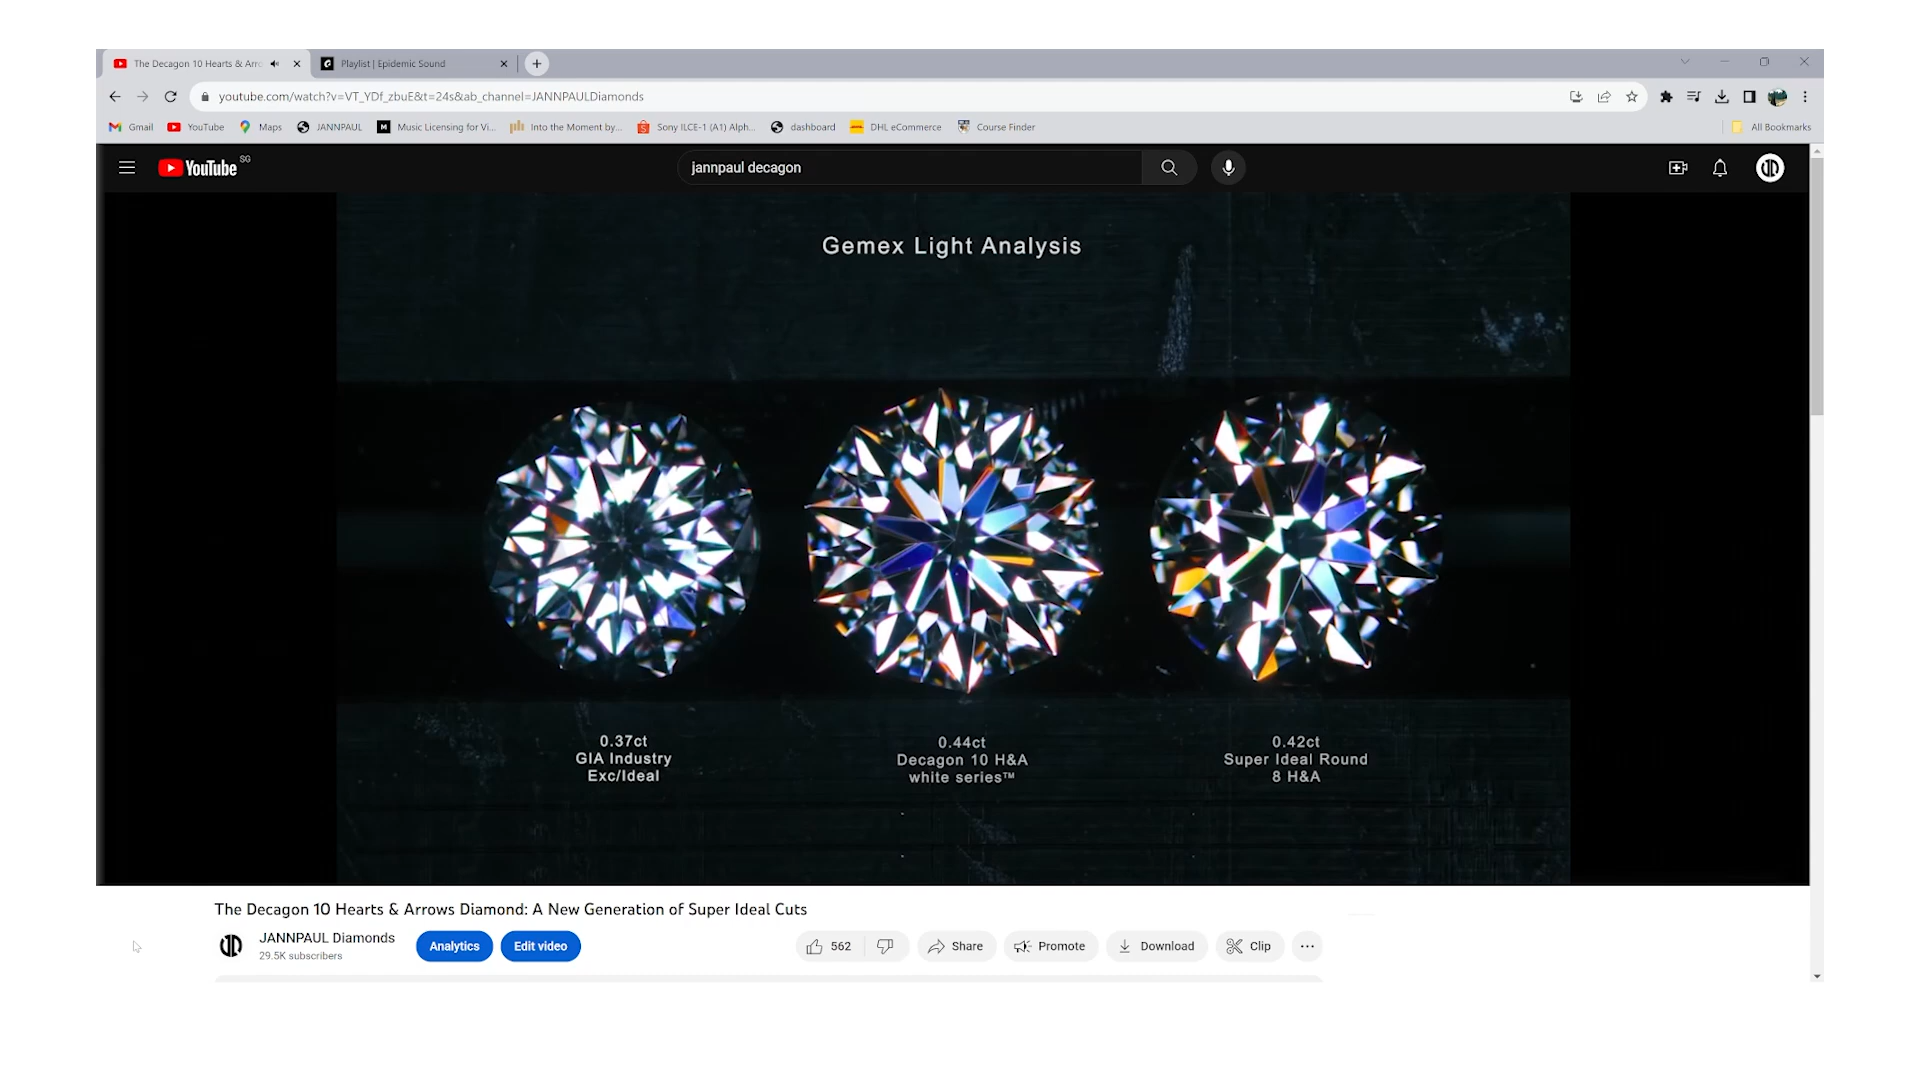 The Decagon 10 Hearts & Arro
Playlist | Epidemic Sound
youtube.com/watch?v=VT_YDf_zbuE&t=24s&ab_channel=JANNPAULDiamonds
Gmail
YouTube
Maps
JANNPAUL
Music Licensing for Vi...
Into the Moment by...
Sony ILCE-1 (A1) Alph...
dashboard
DHL eCommerce
Course Finder
All Bookmarks
YouTube SG
jannpaul decagon
Gemex Light Analysis
0.37ct
GIA Industry
Exc/Ideal
0.44ct
Decagon 10 H&A
white series™
0.42ct
Super Ideal Round
8 H&A
The Decagon 10 Hearts & Arrows Diamond: A New Generation of Super Ideal Cuts
JANNPAUL Diamonds
29.5K subscribers
Analytics
Edit video
562
Share
Promote
Download
Clip